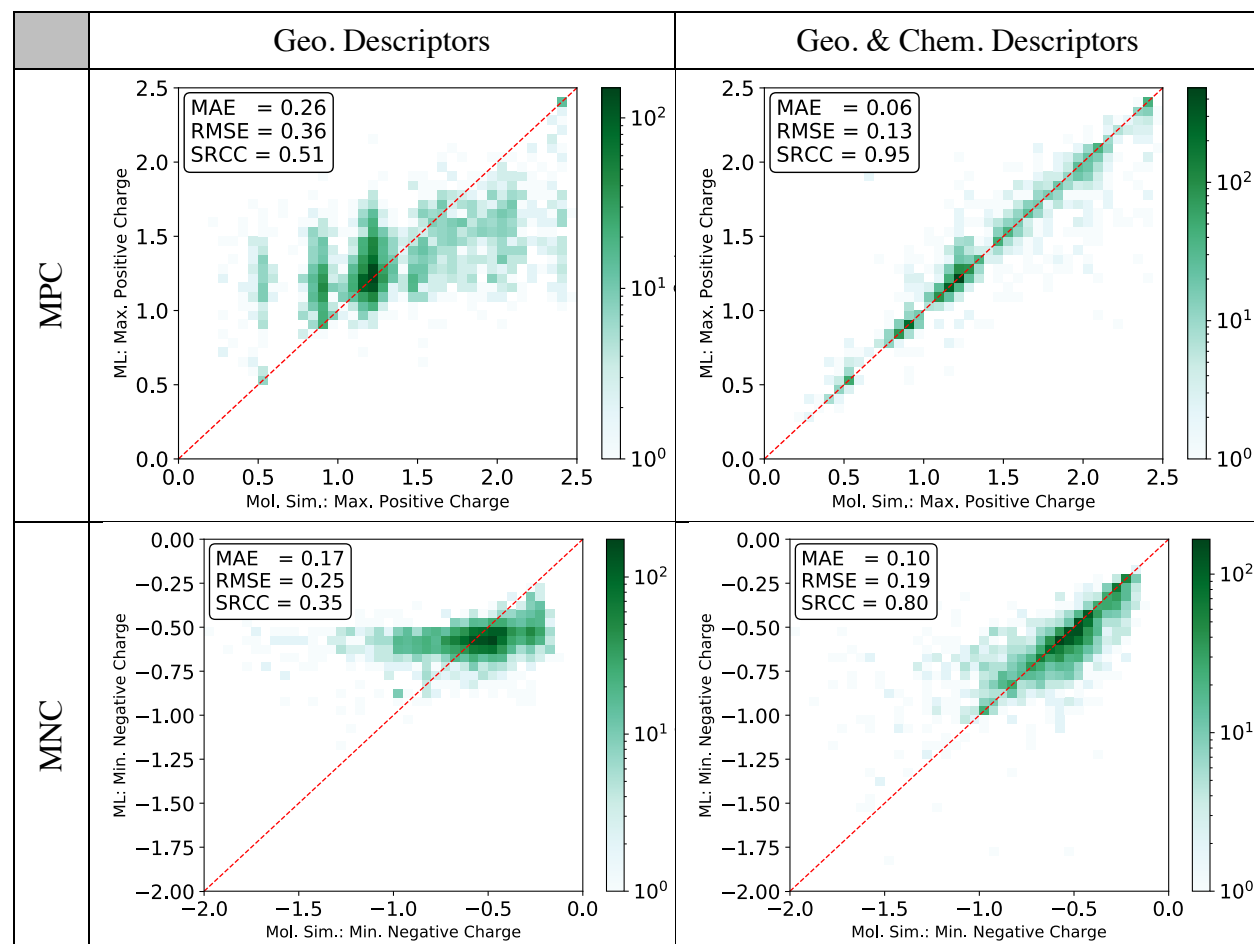 Geo. Descriptors
Geo. & Chem. Descriptors
MPC
MAE = 0.26
RMSE = 0.36
SRCC = 0.51
2.5
2.0
1.5
1.0
0.5
0.0
ML: Max. Positive Charge
0.0 0.5 1.0 1.5 2.0 2.5
Mol. Sim.: Max. Positive Charge
10²
10¹
10⁰
MAE = 0.06
RMSE = 0.13
SRCC = 0.95
2.5
2.0
1.5
1.0
0.5
0.0
ML: Max. Positive Charge
0.0 0.5 1.0 1.5 2.0 2.5
Mol. Sim.: Max. Positive Charge
10²
10¹
10⁰
MNC
MAE = 0.17
RMSE = 0.25
SRCC = 0.35
0.00
−0.25
−0.50
−0.75
−1.00
−1.25
−1.50
−1.75
−2.00
ML: Min. Negative Charge
−2.0 −1.5 −1.0 −0.5 0.0
Mol. Sim.: Min. Negative Charge
10²
10¹
10⁰
MAE = 0.10
RMSE = 0.19
SRCC = 0.80
0.00
−0.25
−0.50
−0.75
−1.00
−1.25
−1.50
−1.75
−2.00
ML: Min. Negative Charge
−2.0 −1.5 −1.0 −0.5 0.0
Mol. Sim.: Min. Negative Charge
10²
10¹
10⁰